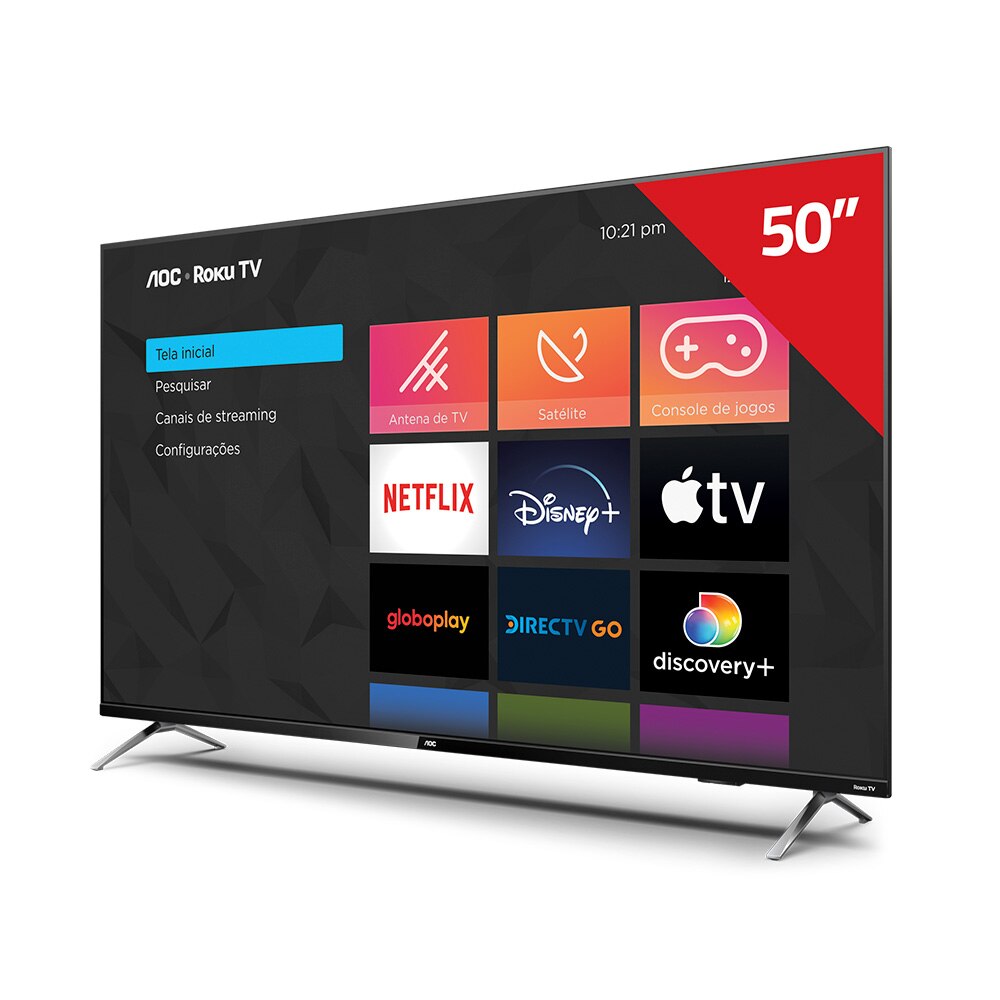 50”
10:21 pm
AOC • Roku TV
Tela inicial
Pesquisar
Canais de streaming
Configurações
Antena de TV
Satélite
Console de jogos
NETFLIX
Disney+
tv
globoplay
DIRECTV GO
discovery+
AOC
Roku TV